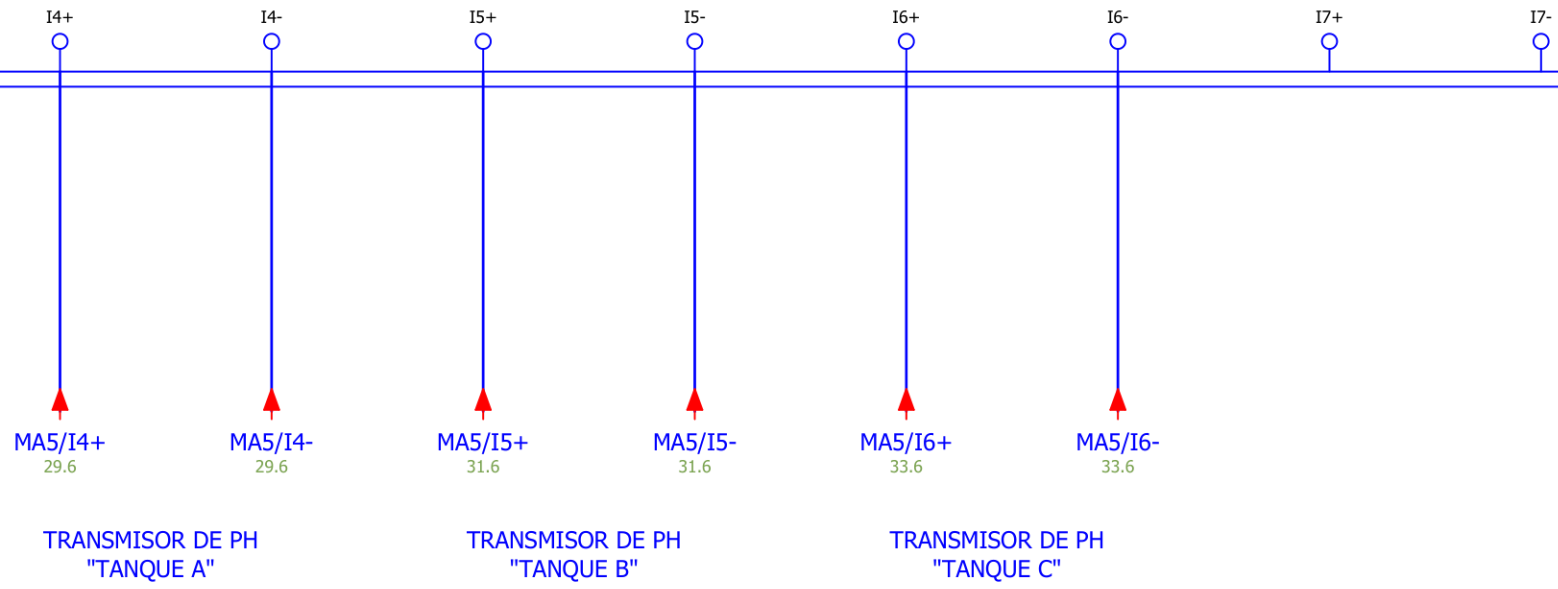 I4+ I4- I5+ I5- I6+ I6- I7+ I7-
MA5/I4+ MA5/I4- MA5/I5+ MA5/I5- MA5/I6+ MA5/I6-
29.6 29.6 31.6 31.6 33.6 33.6
TRANSMISOR DE PH TRANSMISOR DE PH TRANSMISOR DE PH
"TANQUE A" "TANQUE B" "TANQUE C"